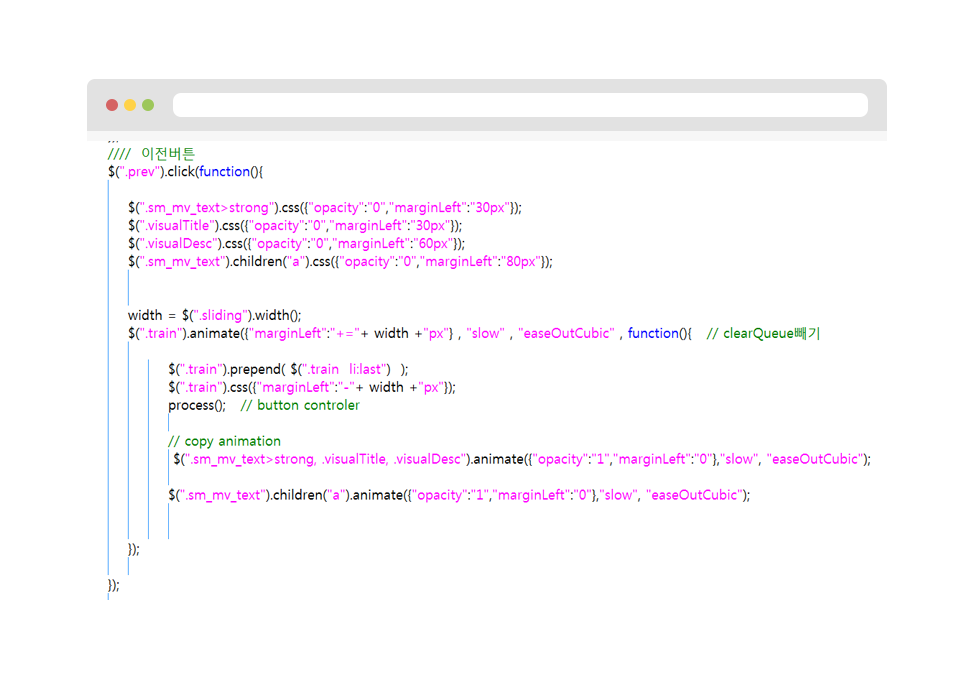 //// 이전버튼
$(".prev").click(function(){
$(".sm_mv_text>strong").css({"opacity":"0","marginLeft":"30px"});
$(".visualTitle").css({"opacity":"0","marginLeft":"30px"});
$(".visualDesc").css({"opacity":"0","marginLeft":"60px"});
$(".sm_mv_text").children("a").css({"opacity":"0","marginLeft":"80px"});
width = $(".sliding").width();
$(".train").animate({"marginLeft":"+="+ width +"px"} , "slow" , "easeOutCubic" , function(){ // clearQueue빼기
$(".train").prepend( $(".train li:last") );
$(".train").css({"marginLeft":"-"+ width +"px"});
process(); // button controler
// copy animation
$(".sm_mv_text>strong, .visualTitle, .visualDesc").animate({"opacity":"1","marginLeft":"0"},"slow", "easeOutCubic");
$(".sm_mv_text").children("a").animate({"opacity":"1","marginLeft":"0"},"slow", "easeOutCubic");
});
});